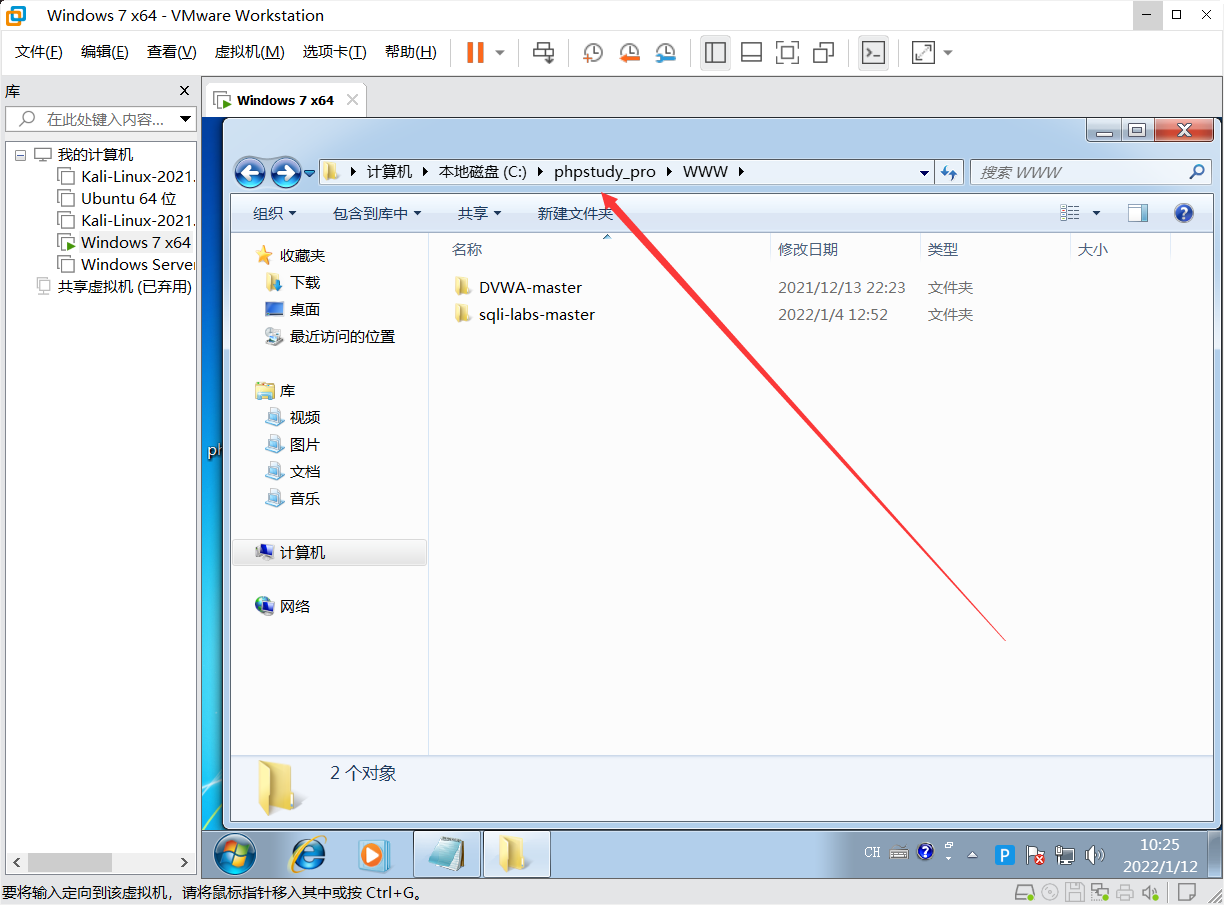 Windows 7 x64 - VMware Workstation
文件(F) 编辑(E) 查看(V) 虚拟机(M) 选项卡(T) 帮助(H)
库
在此处键入内容...
我的计算机
Kali-Linux-2021.
Ubuntu 64 位
Kali-Linux-2021.
Windows 7 x64
Windows Server
共享虚拟机 (已弃用)
Windows 7 x64
计算机 本地磁盘 (C:) phpstudy_pro WWW
搜索 WWW
组织 包含到库中 共享 新建文件夹
收藏夹
下载
桌面
最近访问的位置
库
视频
图片
文档
音乐
计算机
网络
名称 修改日期 类型 大小
DVWA-master 2021/12/13 22:23 文件夹
sqli-labs-master 2022/1/4 12:52 文件夹
ph
2 个对象
CH
P
10:25
2022/1/12
要将输入定向到该虚拟机，请将鼠标指针移入其中或按 Ctrl+G。